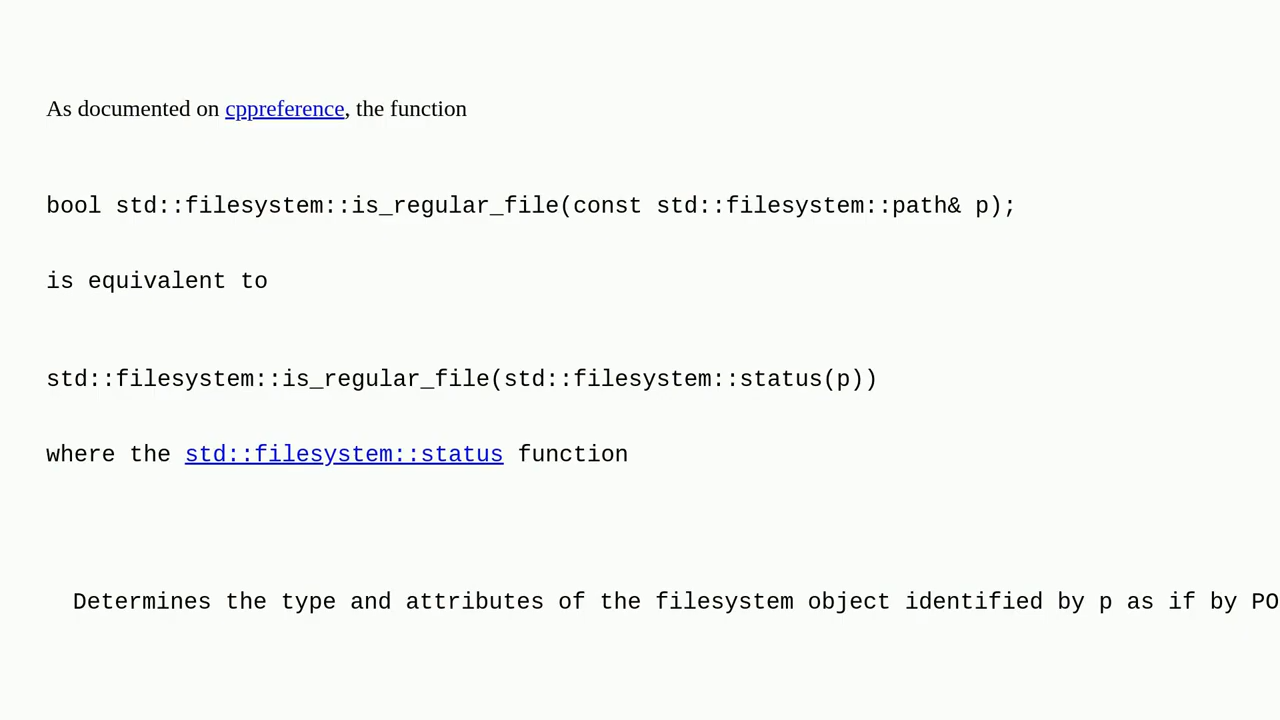 As documented on cppreference, the function
bool std::filesystem::is_regular_file(const std::filesystem::path& p);
is equivalent to
std::filesystem::is_regular_file(std::filesystem::status(p))
where the std::filesystem::status function
Determines the type and attributes of the filesystem object identified by p as if by PO